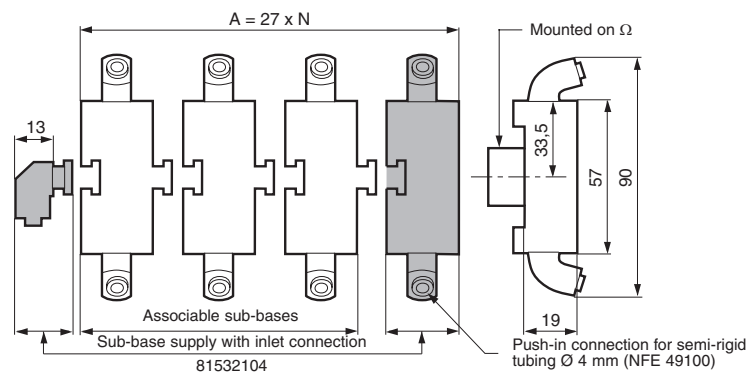 A = 27 x N
Mounted on Ω
13
33,5
57
90
19
Associable sub-bases
Sub-base supply with inlet connection
81532104
Push-in connection for semi-rigid
tubing Ø 4 mm (NFE 49100)